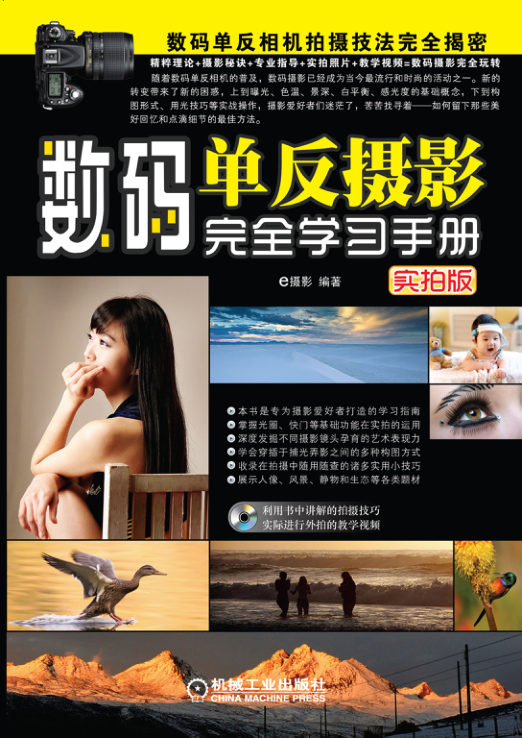 数码单反相机拍摄技法完全揭密
精粹理论+摄影秘诀+专业指导+实拍照片+教学视频=数码摄影完全玩转
随着数码单反相机的普及，数码摄影已经成为当今最流行和时尚的活动之一。新的
转变带来了新的困惑，上到曝光、色温、景深、白平衡、感光度的基础概念，下到构
图形式、用光技巧等实战操作，摄影爱好者们迷茫了，苦苦找寻着——如何留下那些美
好回忆和点滴细节的最佳方法。
数码单反摄影
完全学习手册
实拍版
e摄影 编著
本书是专为摄影爱好者打造的学习指南
掌握光圈、快门等基础功能在实拍的运用
深度发掘不同摄影镜头孕育的艺术表现力
学会穿插于捕光弄影之间的多种构图方式
收录在拍摄中随用随查的诸多实用小技巧
展示人像、风景、静物和生态等各类题材
利用书中讲解的拍摄技巧
实际进行外拍的教学视频
机械工业出版社
CHINA MACHINE PRESS